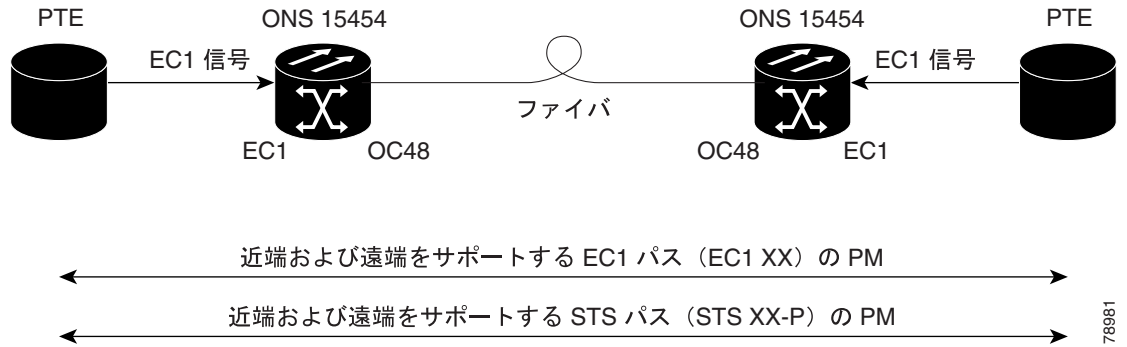 PTE
ONS 15454
ONS 15454
PTE
EC1 信号
EC1 信号
ファイバ
EC1
OC48
OC48
EC1
近端および遠端をサポートする EC1 パス（EC1 XX）の PM
近端および遠端をサポートする STS パス（STS XX-P）の PM
78981